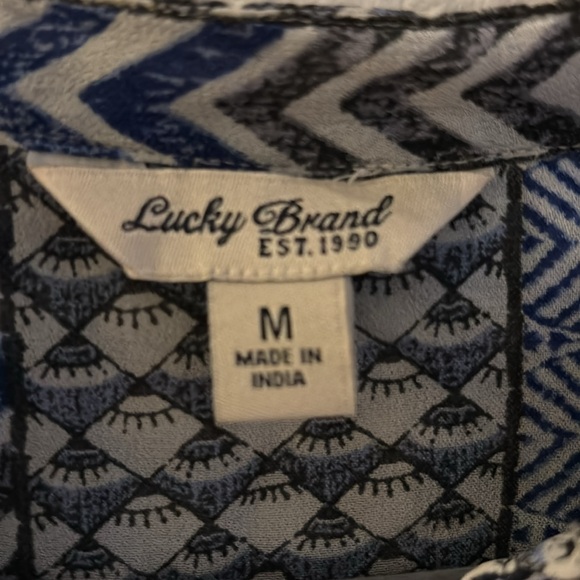 Lucky Brand
EST. 1990
M
MADE IN
INDIA